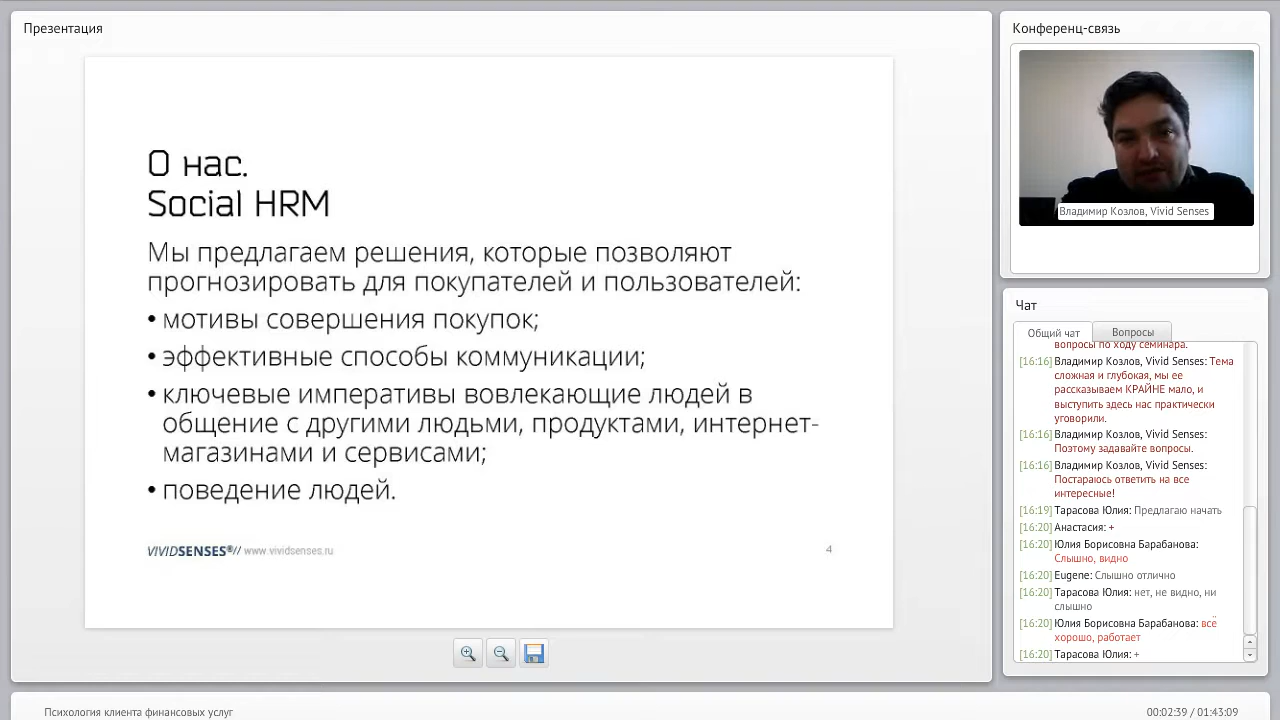 Презентация
О нас.
Social HRM
Мы предлагаем решения, которые позволяют
прогнозировать для покупателей и пользователей:
• мотивы совершения покупок;
• эффективные способы коммуникации;
• ключевые императивы вовлекающие людей в
общение с другими людьми, продуктами, интернет-
магазинами и сервисами;
• поведение людей.
VIVIDSENSES®// www.vividsenses.ru
4
Конференц-связь
Владимир Козлов, Vivid Senses
Чат
Общий чат
Вопросы
вопросы по ходу семинара.
[16:16] Владимир Козлов, Vivid Senses: Тема
сложная и глубокая, мы ее
рассказываем КРАЙНЕ мало, и
выступить здесь нас практически
уговорили.
[16:16] Владимир Козлов, Vivid Senses:
Поэтому задавайте вопросы.
[16:16] Владимир Козлов, Vivid Senses:
Постараюсь ответить на все
интересные!
[16:19] Тарасова Юлия: Предлагаю начать
[16:20] Анастасия: +
[16:20] Юлия Борисовна Барабанова:
Слышно, видно
[16:20] Eugene: Слышно отлично
[16:20] Тарасова Юлия: нет, не видно, ни
слышно
[16:20] Юлия Борисовна Барабанова: всё
хорошо, работает
[16:20] Тарасова Юлия: +
Психология клиента финансовых услуг
00:02:39 / 01:43:09